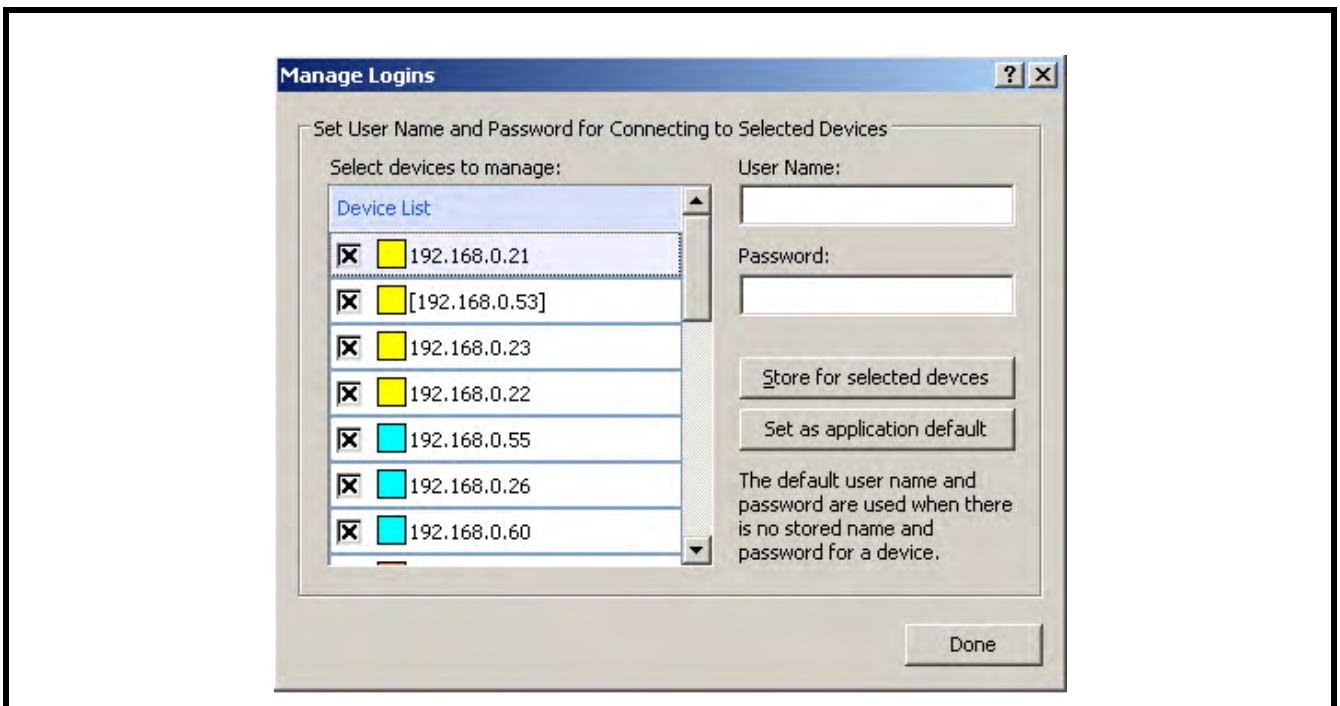 Manage Logins
Set User Name and Password for Connecting to Selected Devices
Select devices to manage:
Device List
192.168.0.21
[192.168.0.53]
192.168.0.23
192.168.0.22
192.168.0.55
192.168.0.26
192.168.0.60
User Name:
Password:
Store for selected devces
Set as application default
The default user name and
password are used when there
is no stored name and
password for a device.
Done